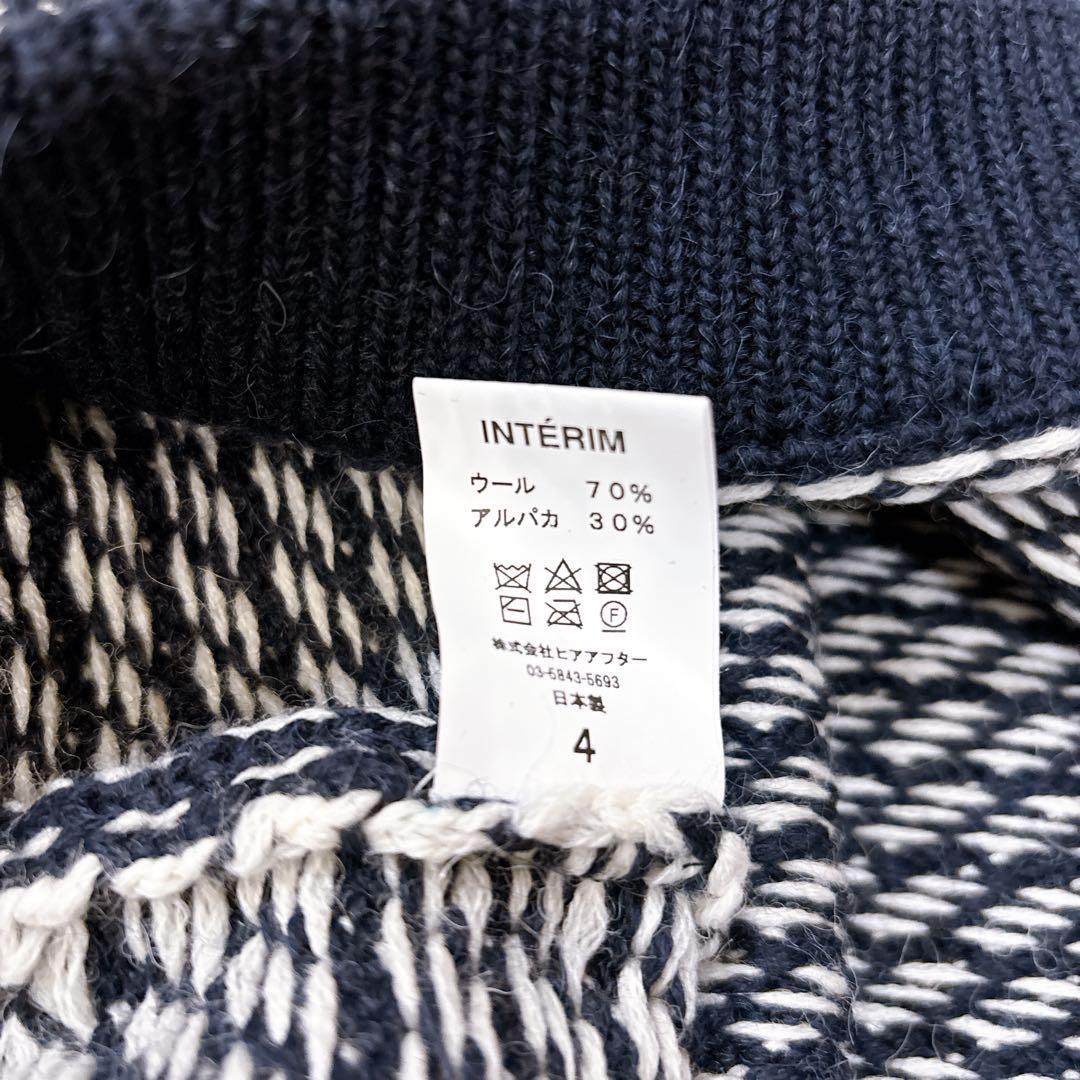 INTÉRIM
ウール 70%
アルパカ 30%
F
株式会社ヒアアフター
03-6843-5693
日本製
4